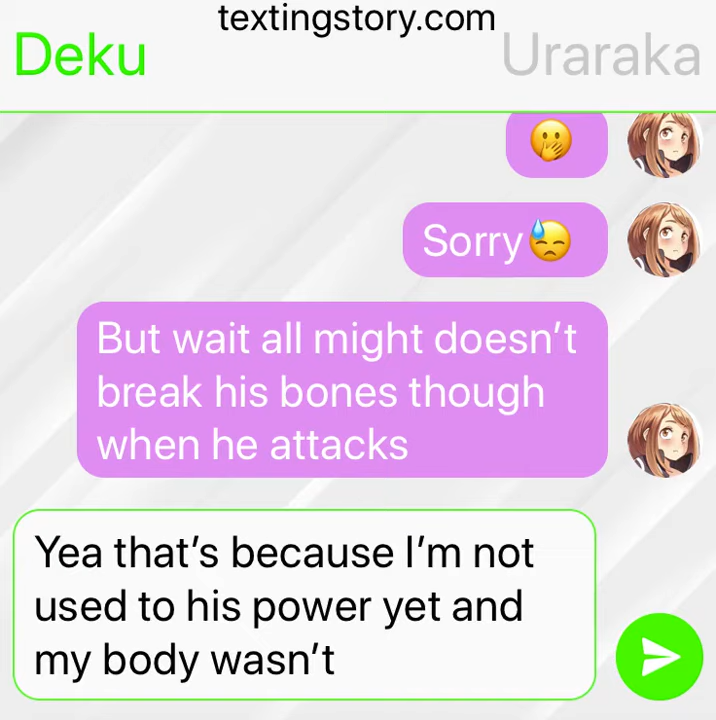 textingstory.com
Deku
Uraraka
🤭
Sorry😓
But wait all might doesn’t
break his bones though
when he attacks
Yea that’s because I’m not
used to his power yet and
my body wasn’t